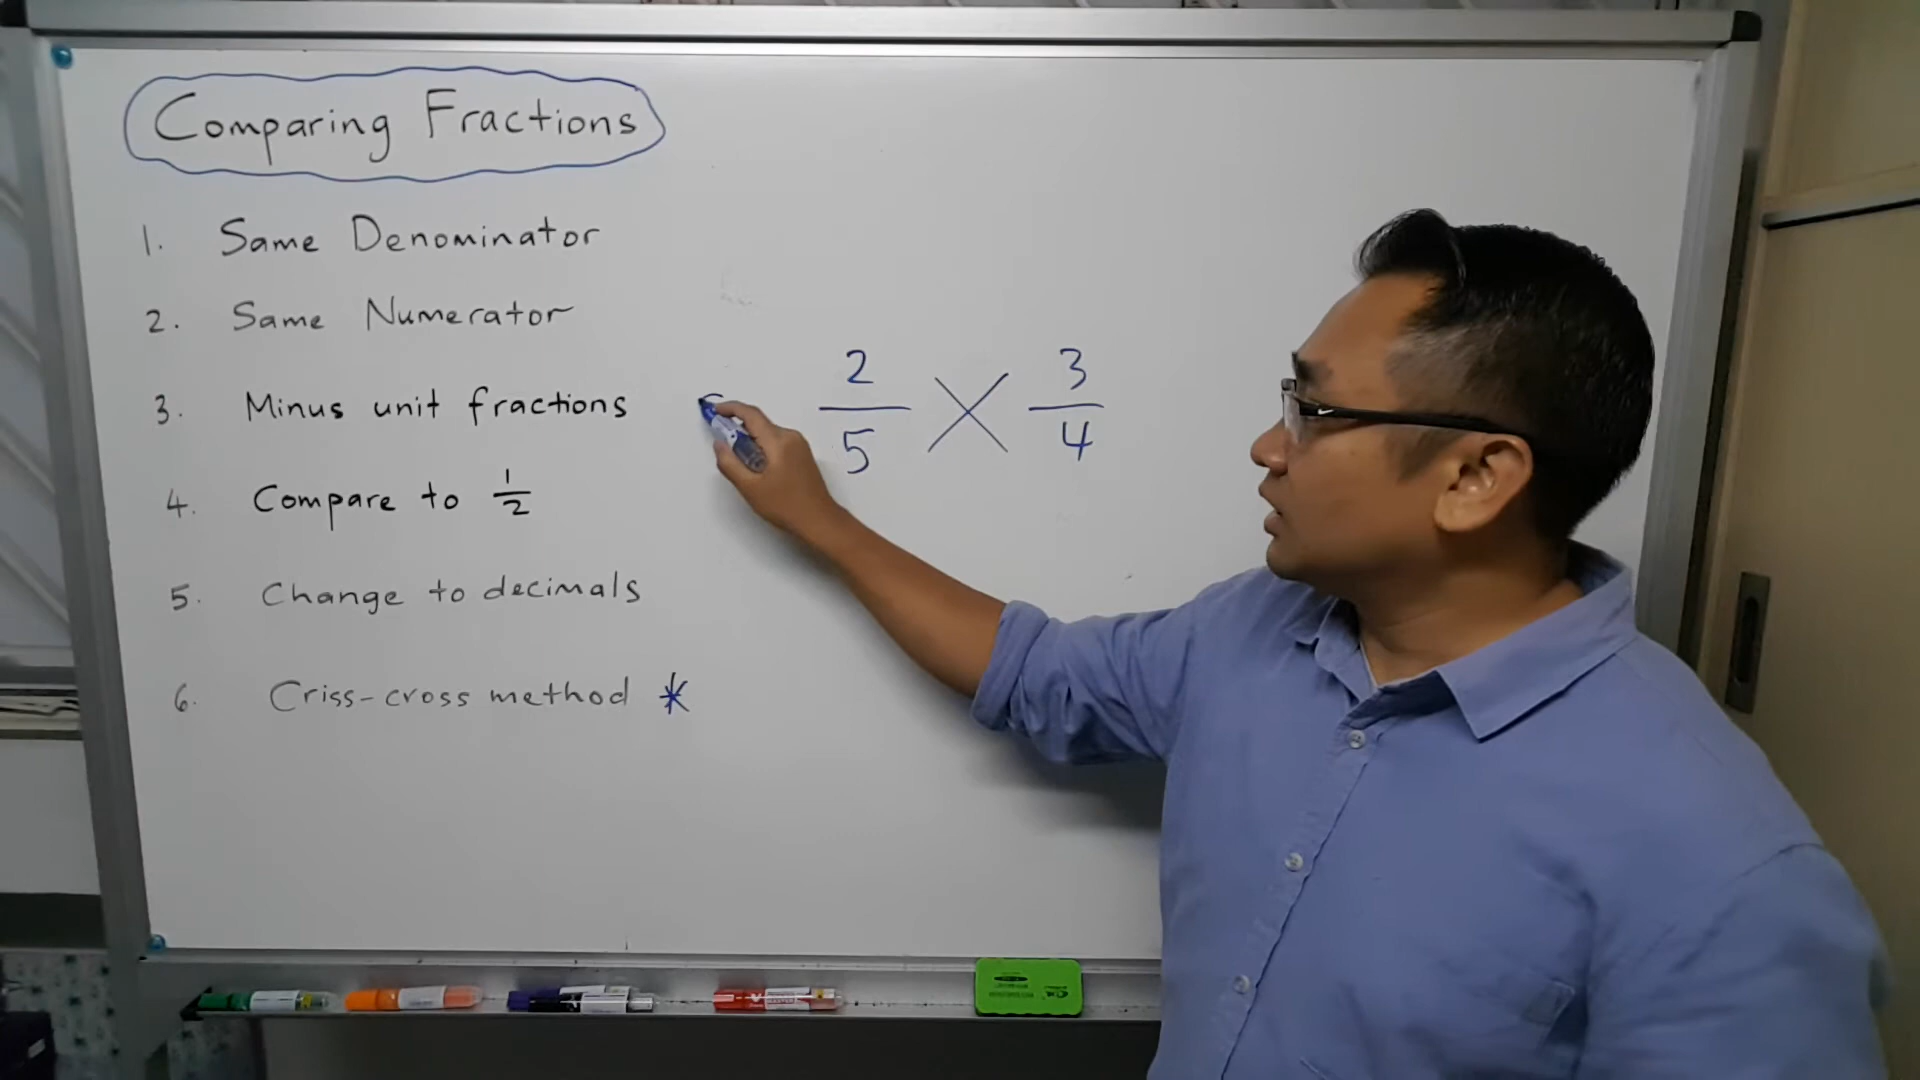 Comparing Fractions
1. Same Denominator
2. Same Numerator
3. Minus unit fractions
4. Compare to 1/2
5. Change to decimals
6. Criss-cross method *
2/5 X 3/4